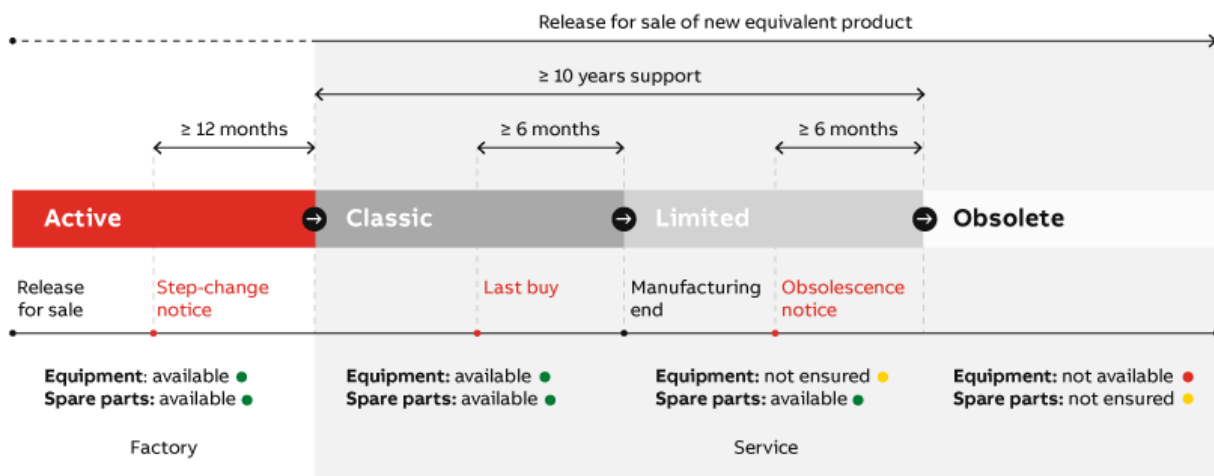 Release for sale of new equivalent product
≥ 10 years support
≥ 12 months
≥ 6 months
≥ 6 months
Active
Classic
Limited
Obsolete
Release
for sale
Step-change
notice
Last buy
Manufacturing
end
Obsolescence
notice
Equipment: available
Spare parts: available
Equipment: available
Spare parts: available
Equipment: not ensured
Spare parts: available
Equipment: not available
Spare parts: not ensured
Factory
Service